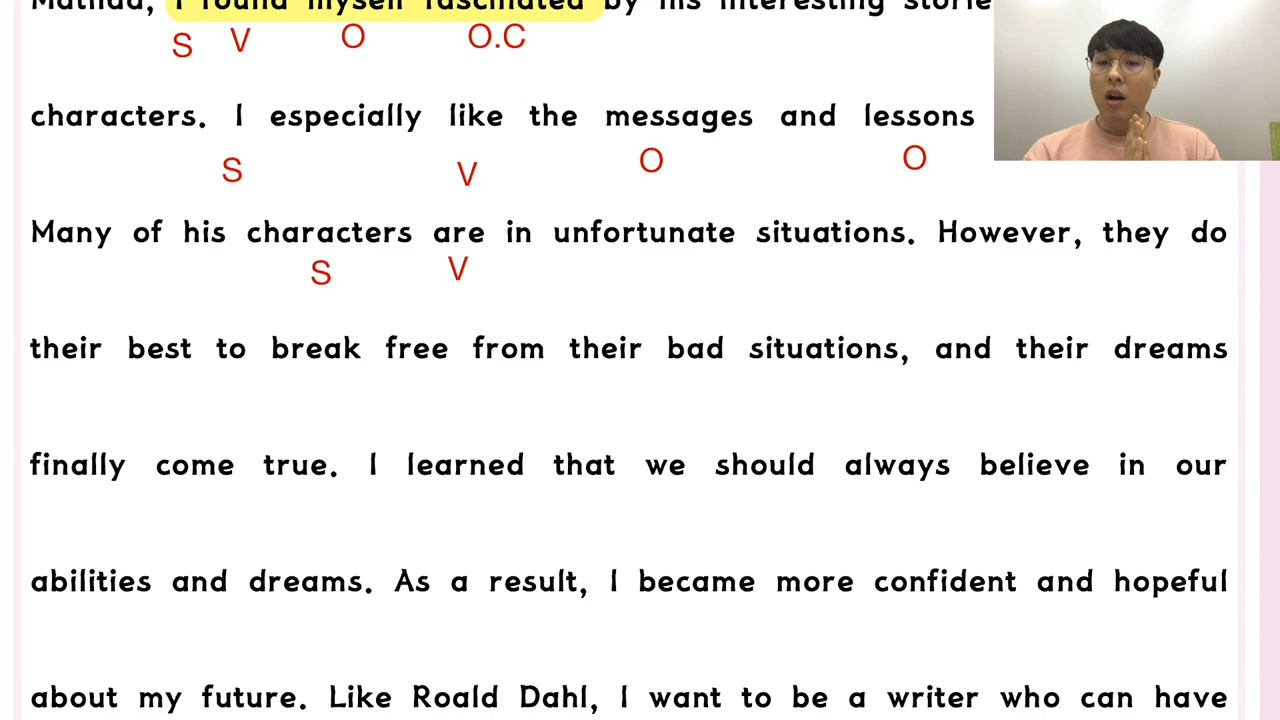 Matilda, I found myself fascinated by his interesting
S V O O.C
characters. I especially like the messages and lessons
S V O O
Many of his characters are in unfortunate situations. However, they do
S V
their best to break free from their bad situations, and their dreams
finally come true. I learned that we should always believe in our
abilities and dreams. As a result, I became more confident and hopeful
about my future. Like Roald Dahl, I want to be a writer who can have